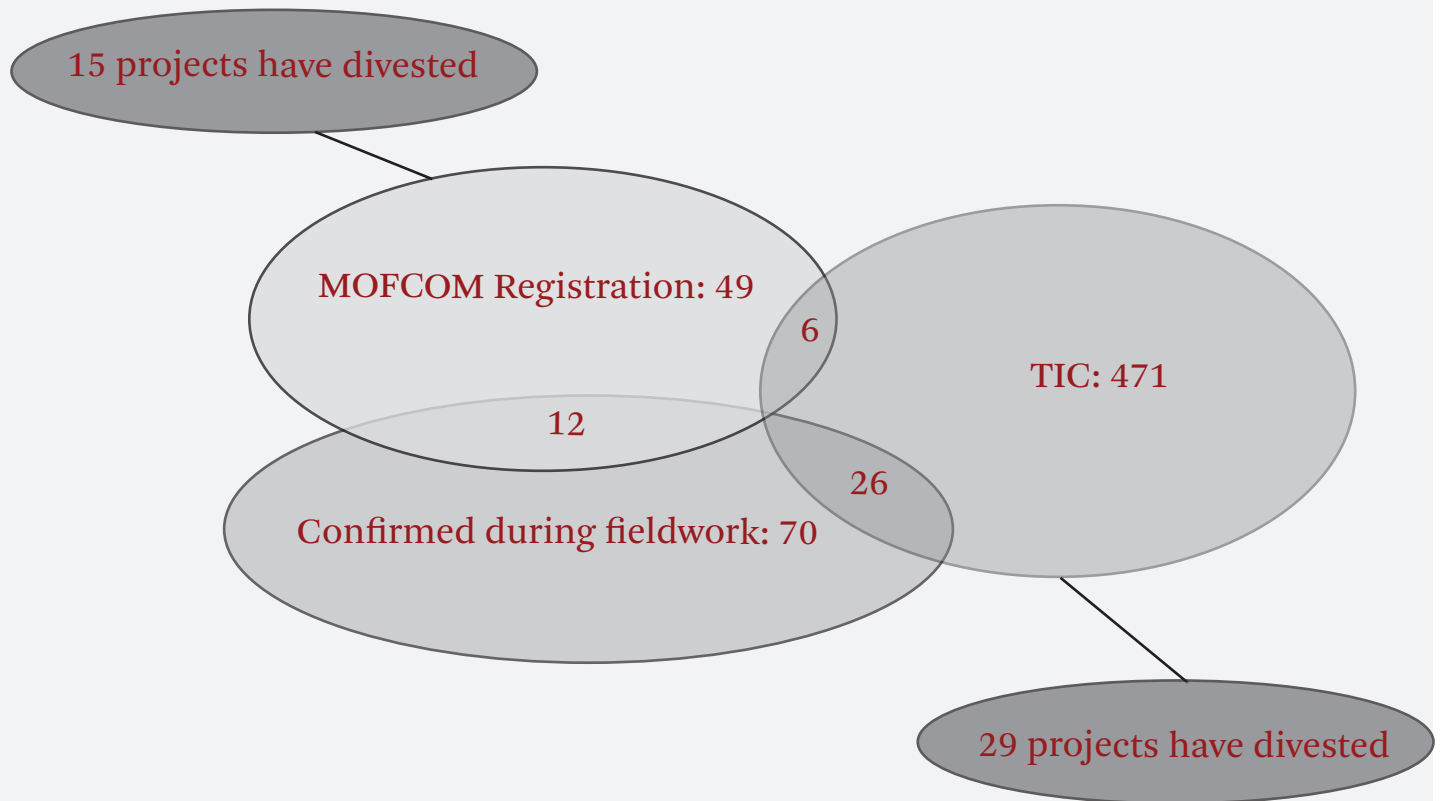 15 projects have divested
MOFCOM Registration: 49
6
TIC: 471
12
26
Confirmed during fieldwork: 70
29 projects have divested